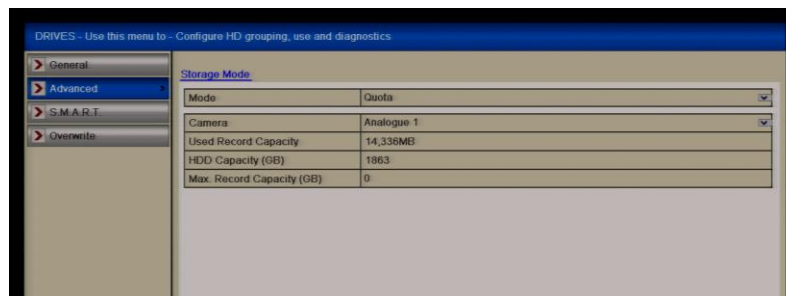 DRIVES - Use this menu to - Configure HD grouping, use and diagnostics
General
Advanced
S.M.A.R.T.
Overwrite
Storage Mode
Mode Quota
Camera Analogue 1
Used Record Capacity 14,336MB
HDD Capacity (GB) 1863
Max. Record Capacity (GB) 0